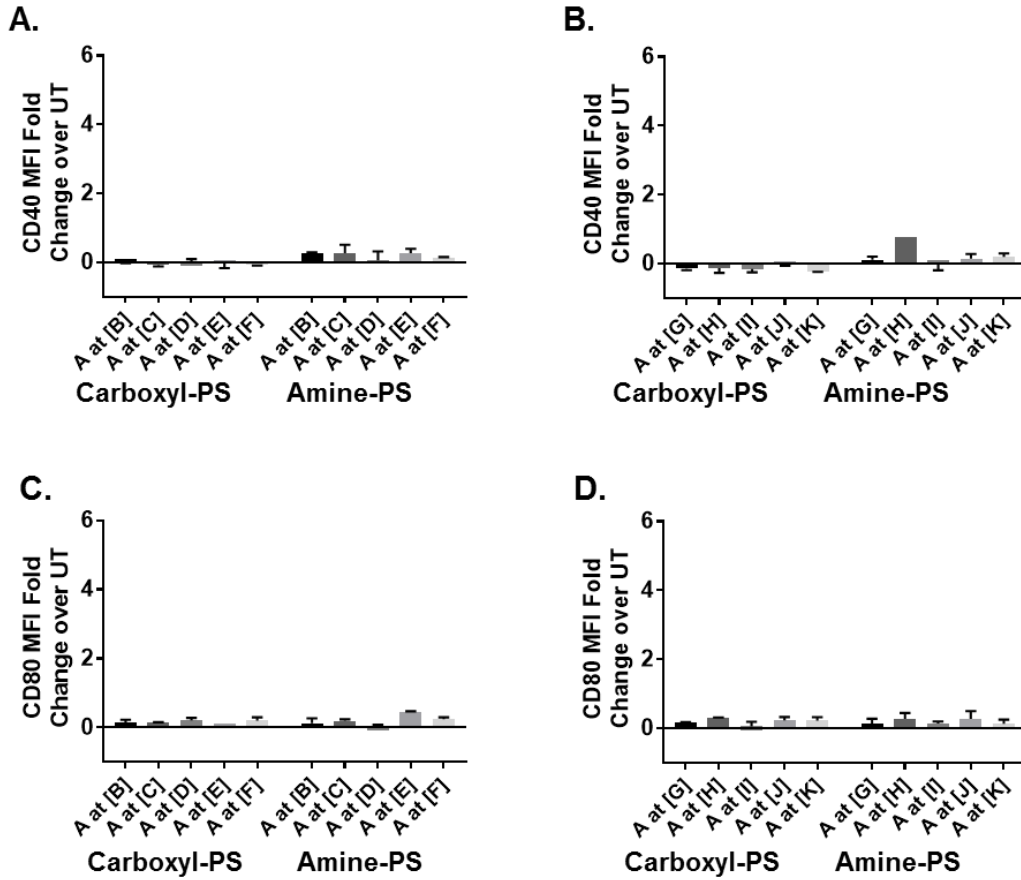 A.
CD40 MFI Fold
Change over UT
6
4
2
0
A at [B]
A at [C]
A at [D]
A at [E]
A at [F]
A at [B]
A at [C]
A at [D]
A at [E]
A at [F]
Carboxyl-PS
Amine-PS
B.
CD40 MFI Fold
Change over UT
6
4
2
0
A at [G]
A at [H]
A at [I]
A at [J]
A at [K]
A at [G]
A at [H]
A at [I]
A at [J]
A at [K]
Carboxyl-PS
Amine-PS
C.
CD80 MFI Fold
Change over UT
6
4
2
0
A at [B]
A at [C]
A at [D]
A at [E]
A at [F]
A at [B]
A at [C]
A at [D]
A at [E]
A at [F]
Carboxyl-PS
Amine-PS
D.
CD80 MFI Fold
Change over UT
6
4
2
0
A at [G]
A at [H]
A at [I]
A at [J]
A at [K]
A at [G]
A at [H]
A at [I]
A at [J]
A at [K]
Carboxyl-PS
Amine-PS